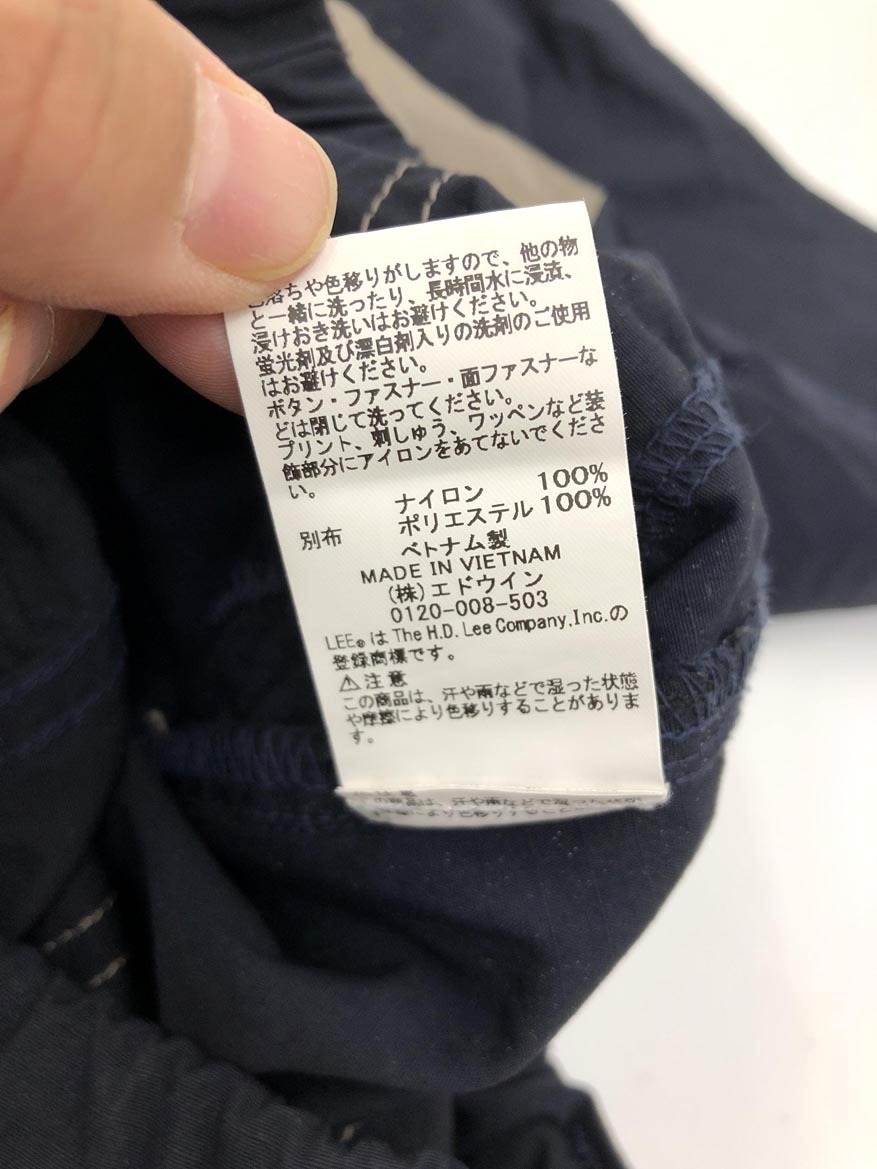 色落ちや色移りがしますので、他の物
と一緒に洗ったり、長時間水に浸漬、
浸けおき洗いはお避けください。
蛍光剤及び漂白剤入りの洗剤のご使用
はお避けください。
ボタン・ファスナー・面ファスナーな
どは閉じて洗ってください。
プリント、刺しゅう、ワッペンなど装
飾部分にアイロンをあてないでくださ
い。
ナイロン 100%
別布 ポリエステル 100%
ベトナム製
MADE IN VIETNAM
(株)エドウイン
0120-008-503
LEE®は The H.D. Lee Company, Inc.の
登録商標です。
⚠注意
この商品は、汗や雨などで湿った状態
や摩擦により色移りすることがありま
す。